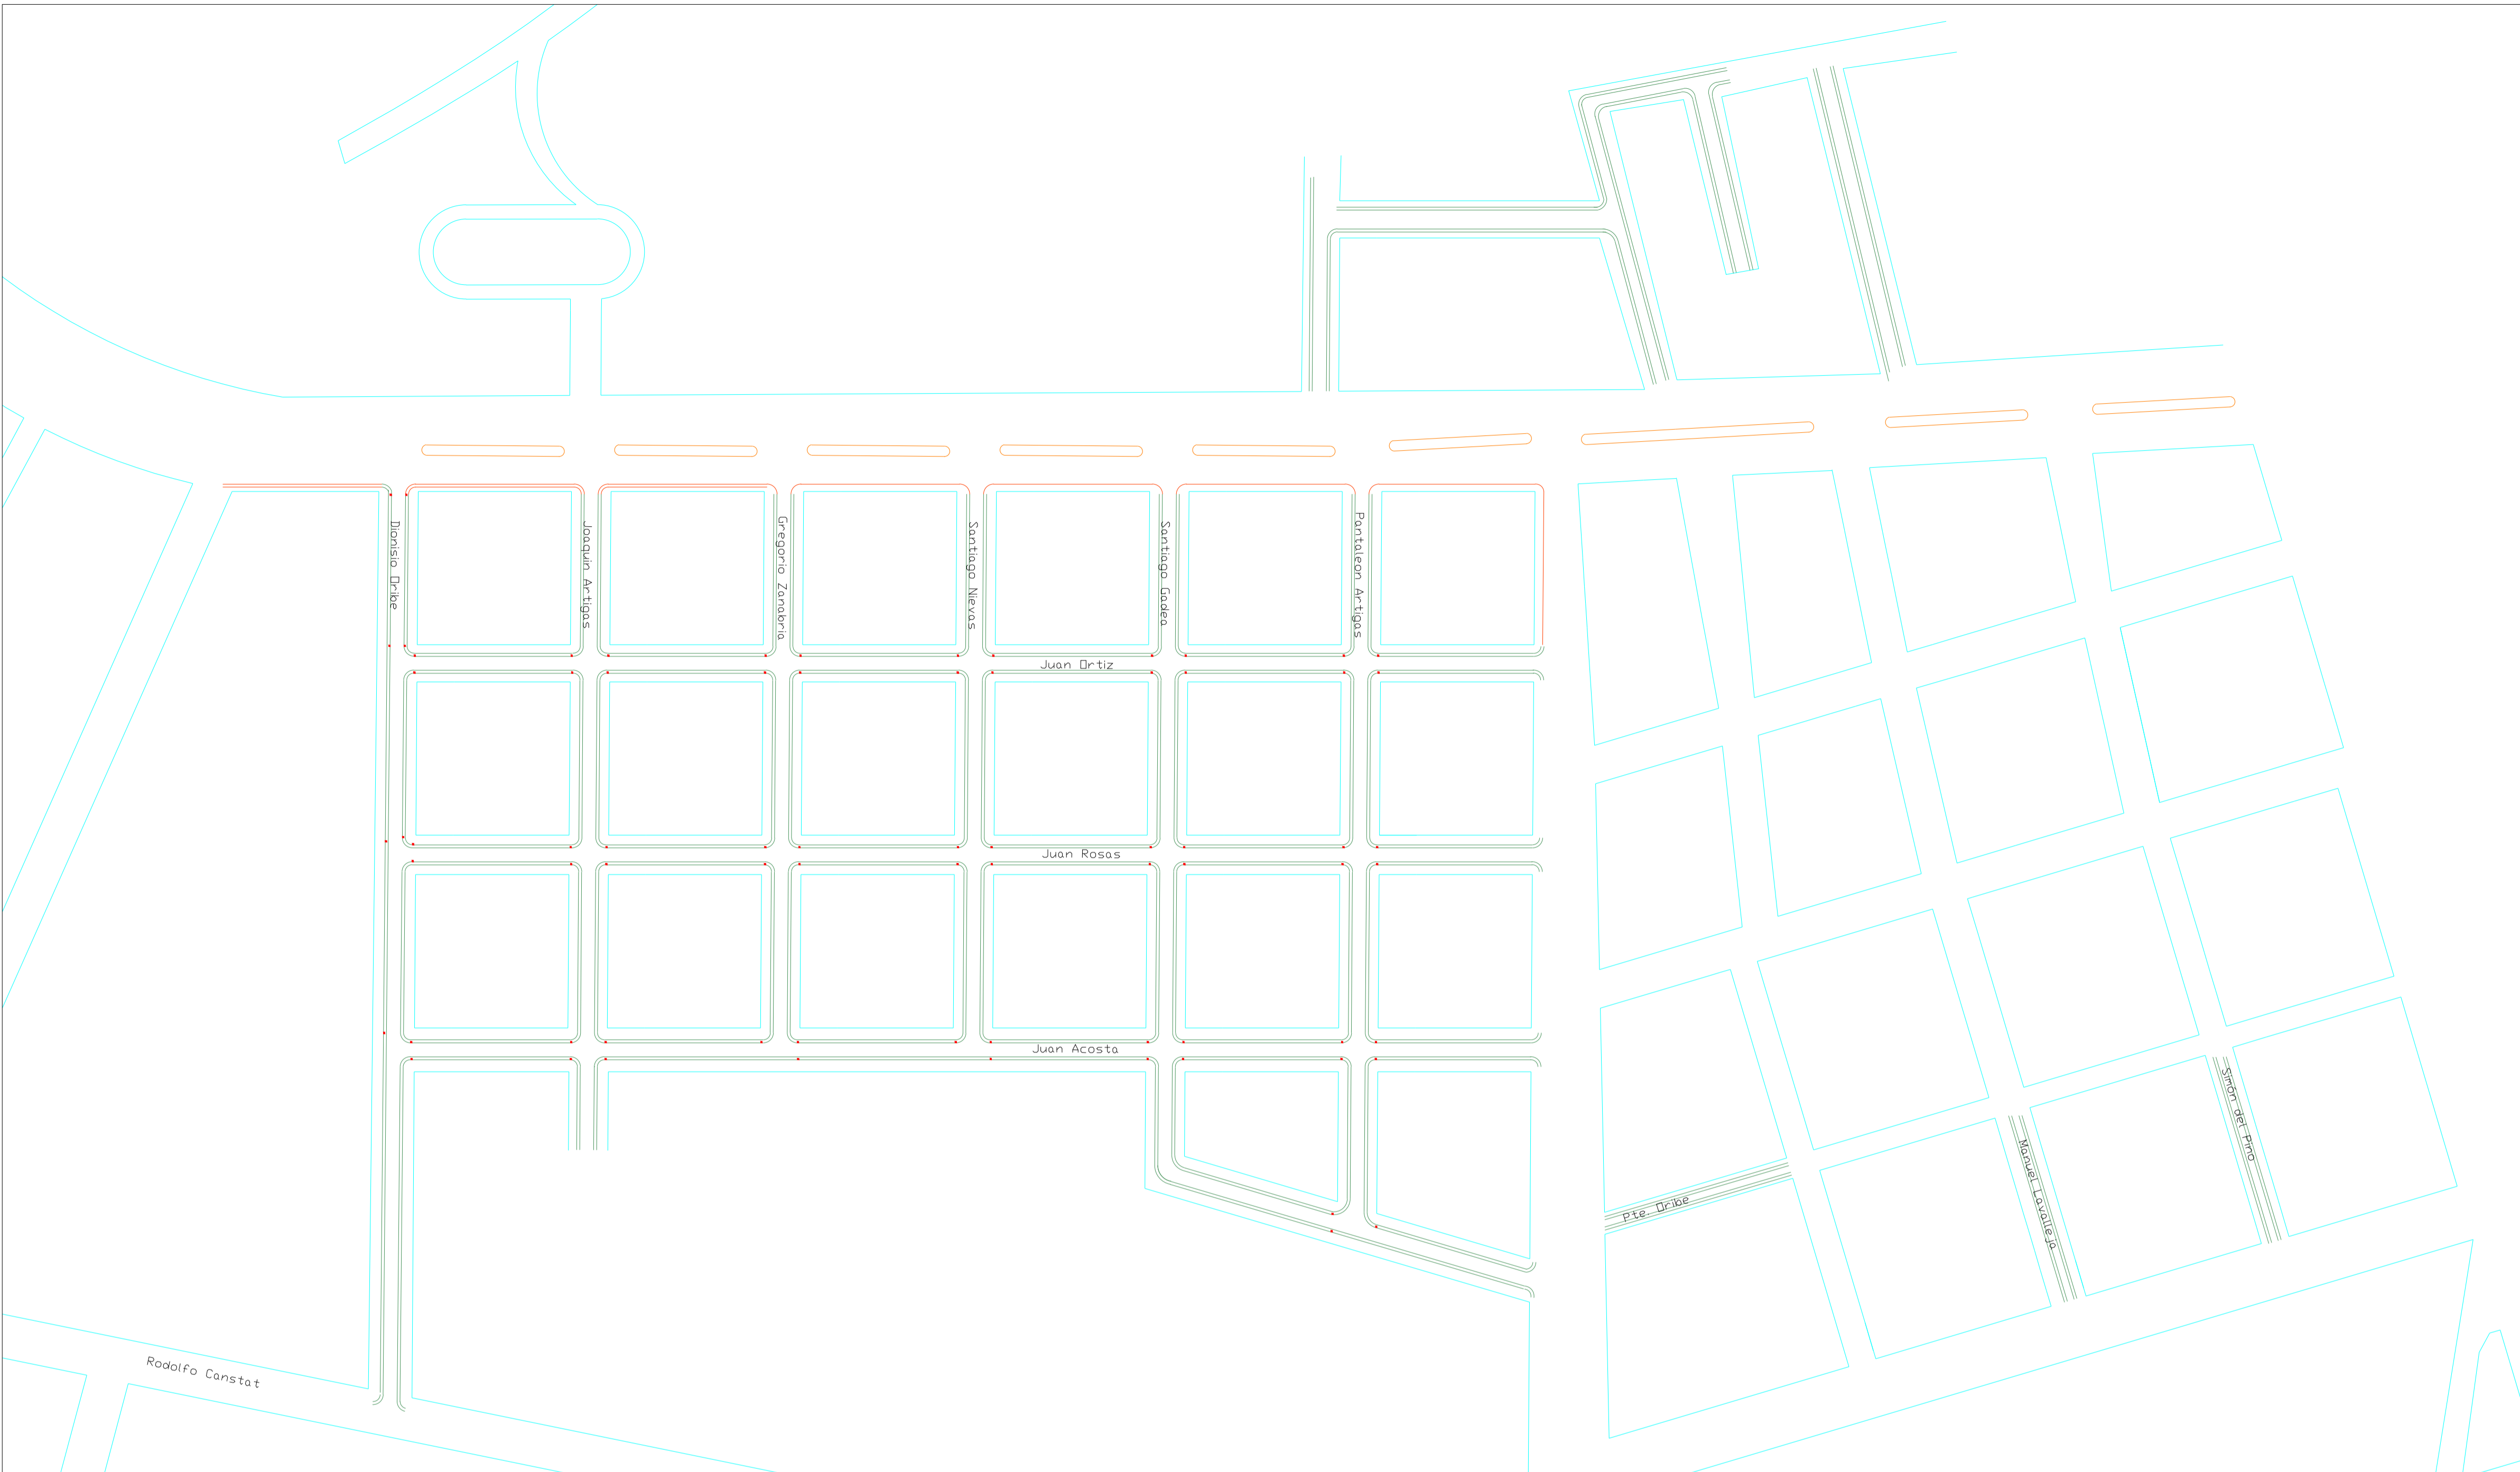 Dionisio Oribe
Joaquin Artigas
Gregorio Zanabria
Santiago Nievas
Santiago Gadea
Pantaleon Artigas
Juan Ortiz
Juan Rosas
Juan Acosta
Simón del Pino
Manuel Lavalleja
Pte. Oribe
Rodolfo Canstat